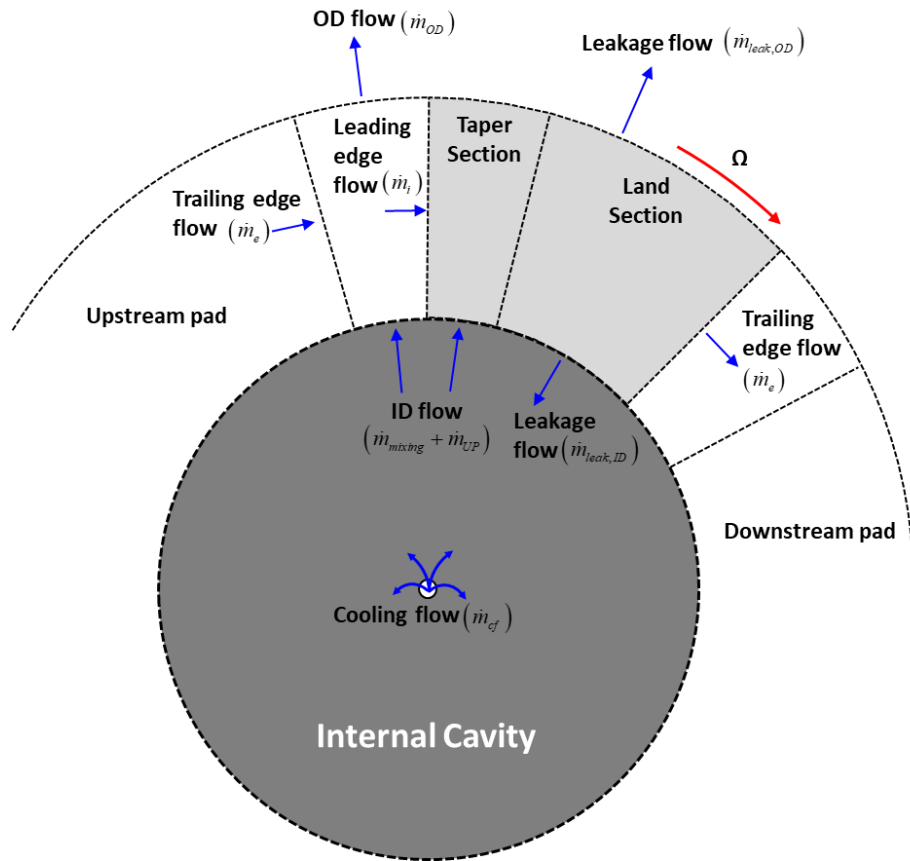 OD flow (ṁ_OD)
Leakage flow (ṁ_leak,OD)
Leading
edge
flow (ṁ_i)
Taper
Section
Ω
Land
Section
Trailing edge
flow (ṁ_e)
Upstream pad
Trailing
edge flow
(ṁ_e)
ID flow
(ṁ_mixing + ṁ_UP)
Leakage
flow (ṁ_leak,ID)
Downstream pad
Cooling flow (ṁ_cf)
Internal Cavity